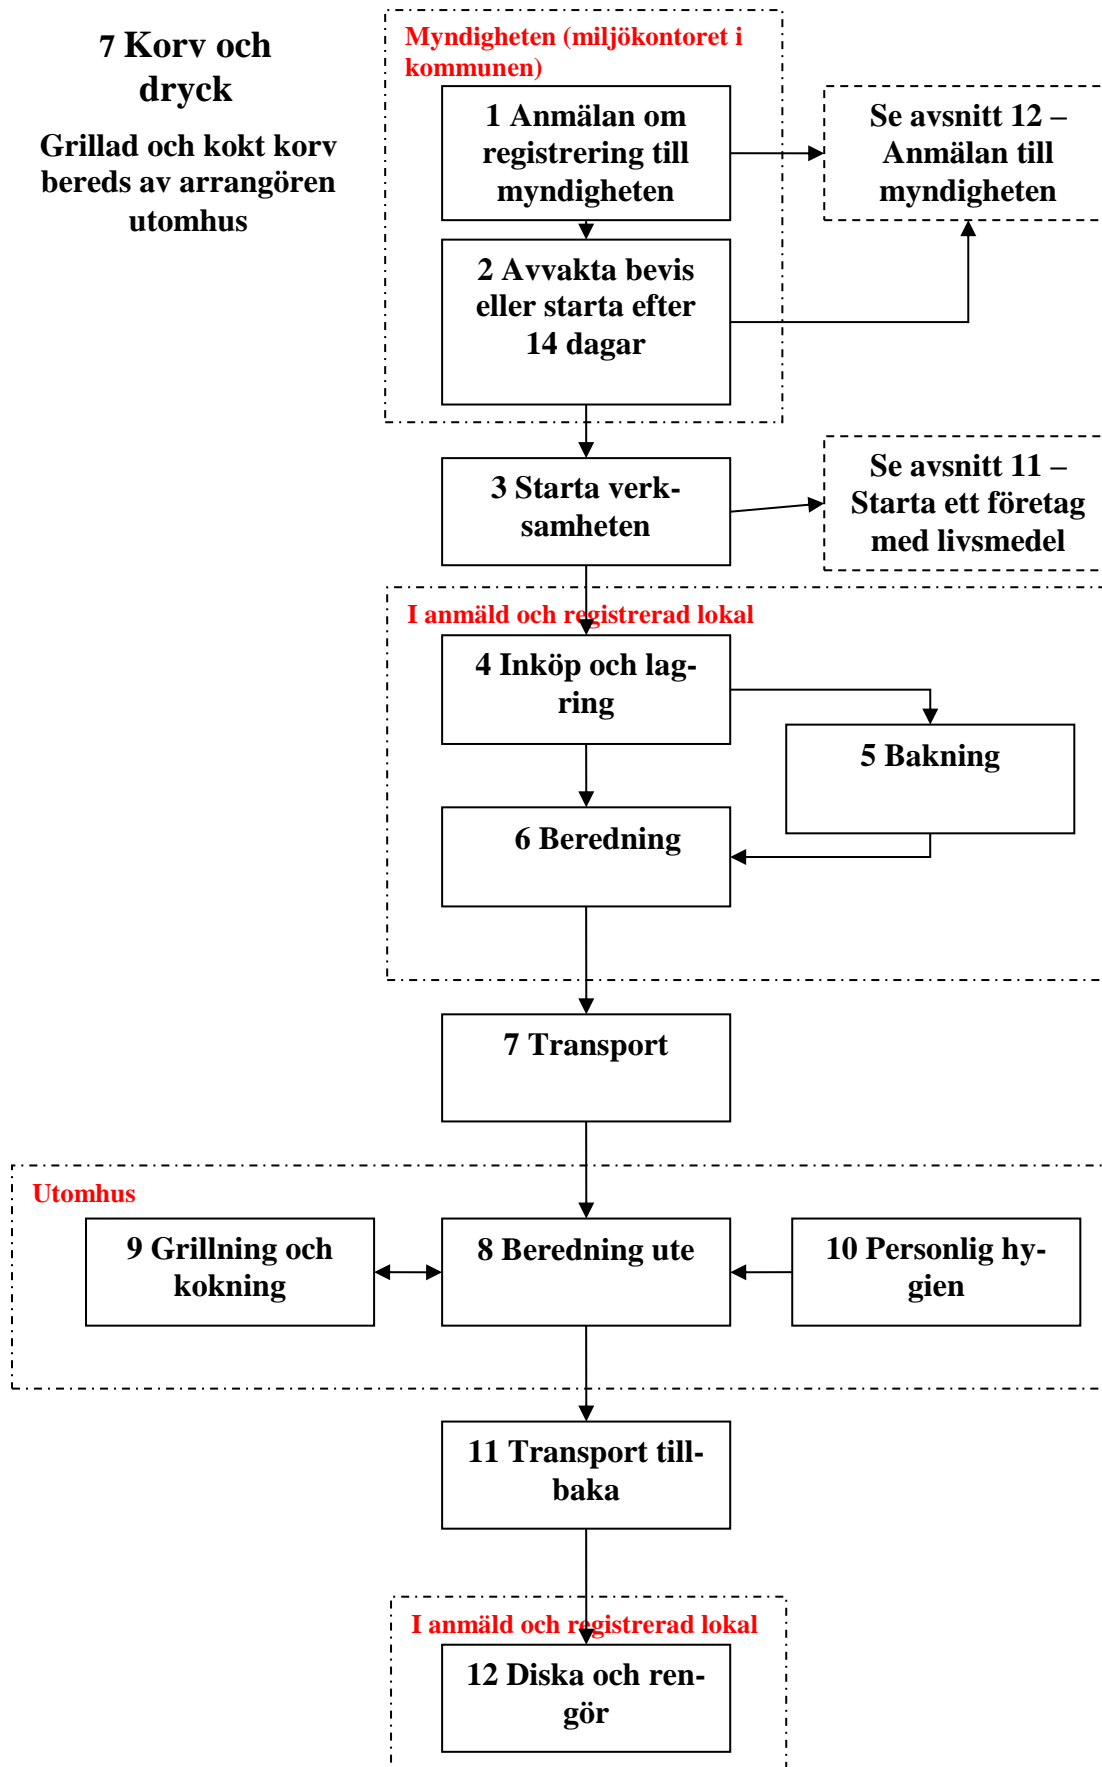 7 Korv och
dryck
Grillad och kokt korv
bereds av arrangören
utomhus
Myndigheten (miljökontoret i
kommunen)
1 Anmälan om
registrering till
myndigheten
Se avsnitt 12 –
Anmälan till
myndigheten
2 Avvakta bevis
eller starta efter
14 dagar
3 Starta verk-
samheten
Se avsnitt 11 –
Starta ett företag
med livsmedel
I anmäld och registrerad lokal
4 Inköp och lag-
ring
5 Bakning
6 Beredning
7 Transport
Utomhus
9 Grillning och
kokning
8 Beredning ute
10 Personlig hy-
gien
11 Transport till-
baka
I anmäld och registrerad lokal
12 Diska och ren-
gör